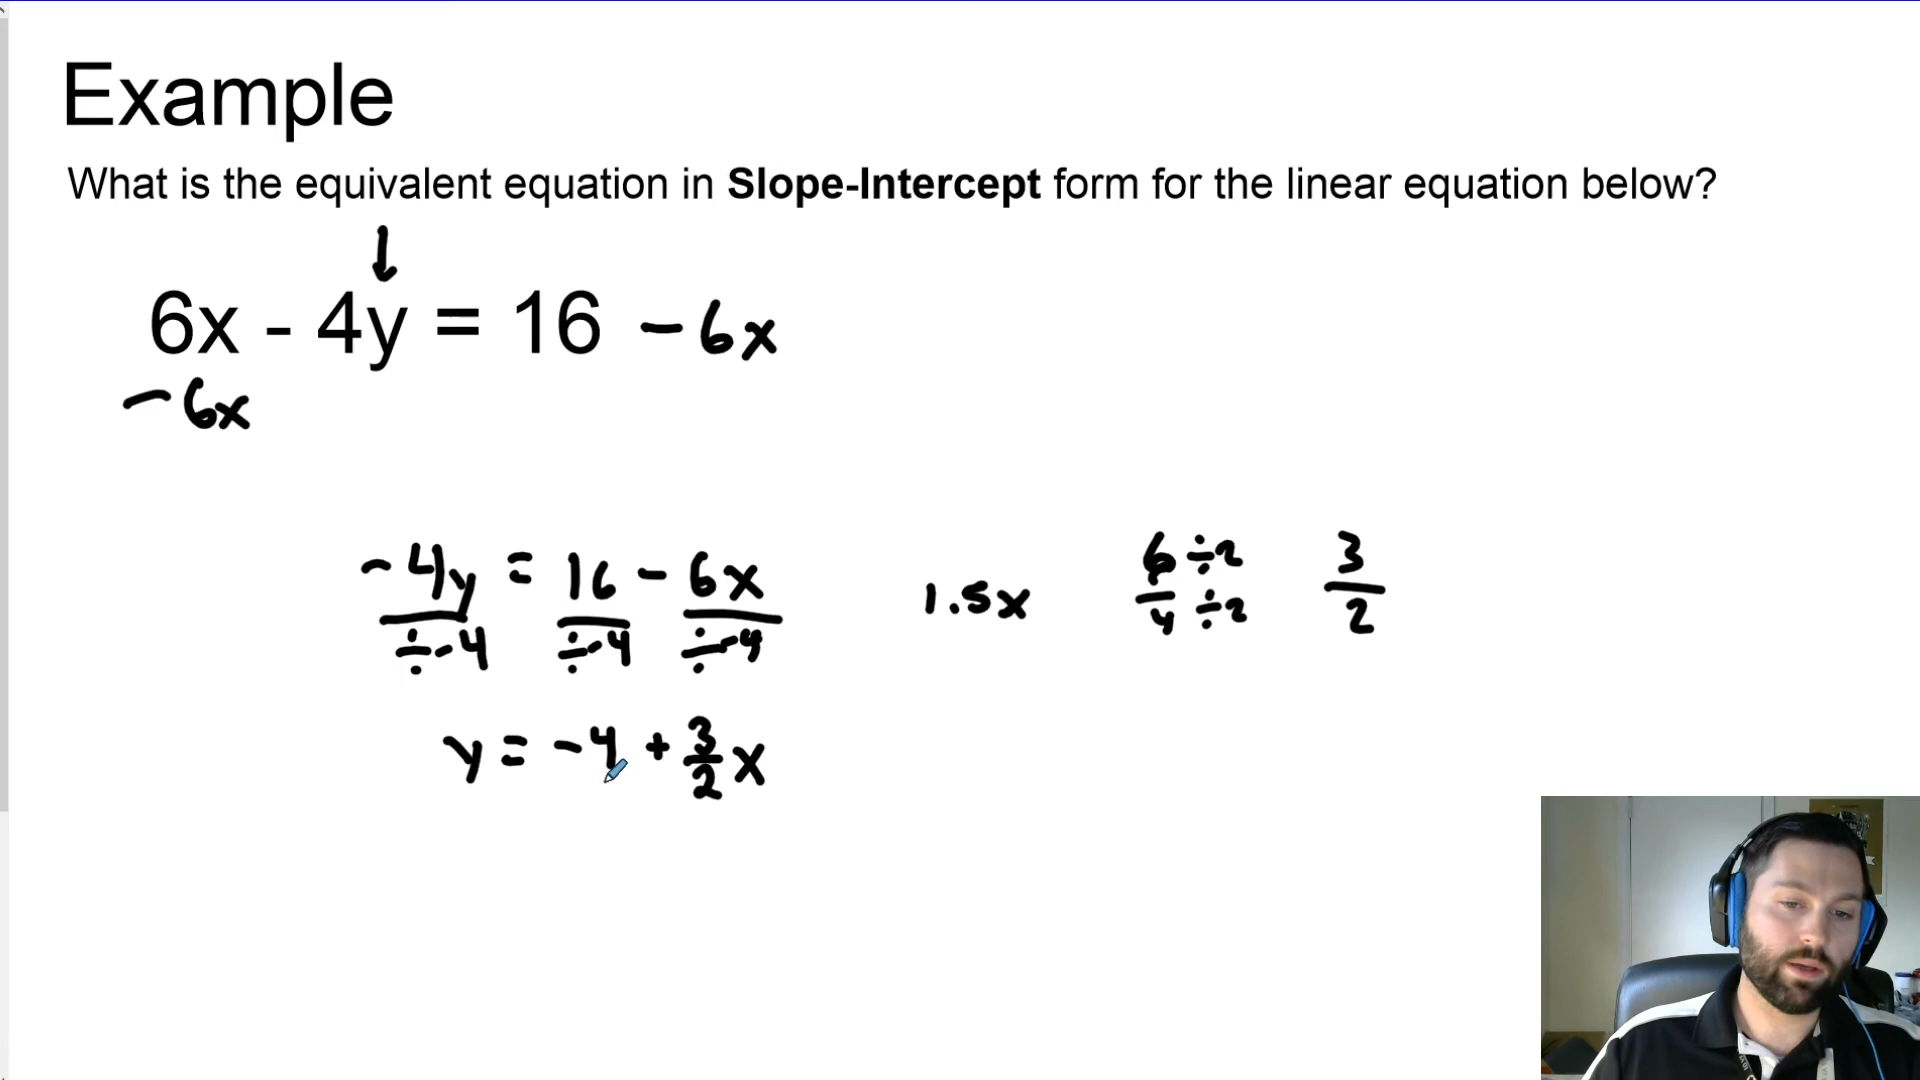 Example
What is the equivalent equation in Slope-Intercept form for the linear equation below?
6x - 4y = 16 - 6x
- 6x
-4y = 16 - 6x
÷-4 ÷-4 ÷-4
1.5x
6 ÷2
4 ÷2
3
2
y = -4 + 3/2 x